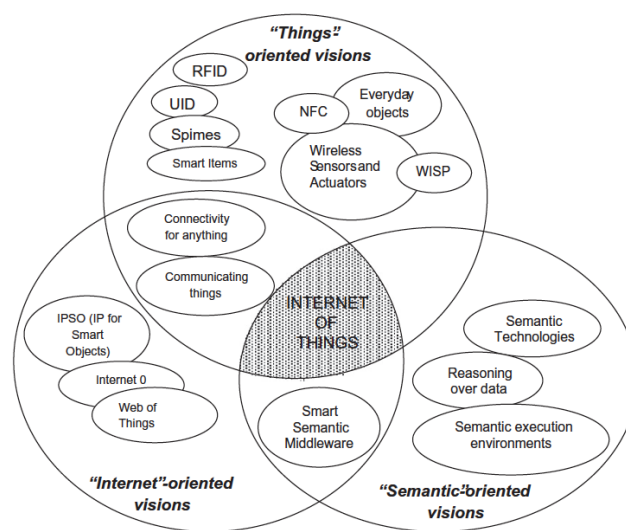 “Things”-
oriented visions
RFID
UID
Spimes
Smart Items
NFC
Everyday
objects
Wireless
Sensors and
Actuators
WISP
Connectivity
for anything
Communicating
things
INTERNET
OF
THINGS
IPSO (IP for
Smart
Objects)
Internet 0
Web of
Things
Smart
Semantic
Middleware
Semantic
Technologies
Reasoning
over data
Semantic execution
environments
“Internet”-oriented
visions
“Semantic”-oriented
visions